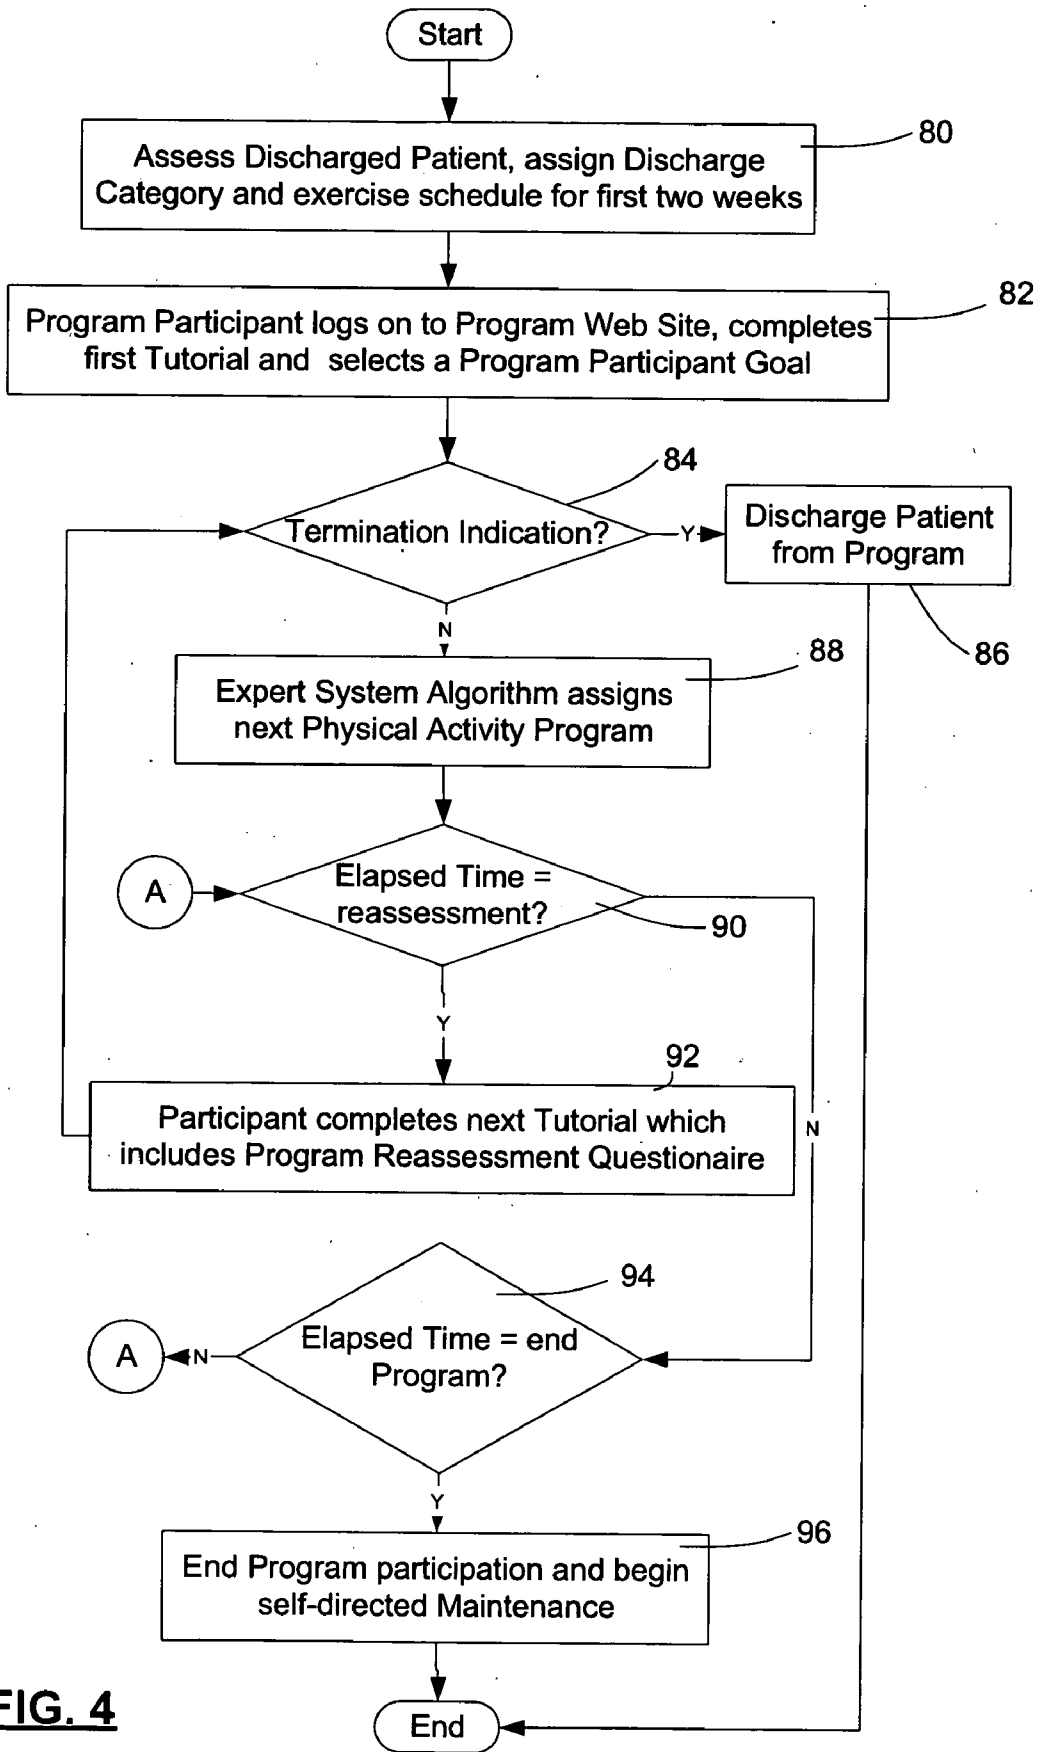 Start
80
Assess Discharged Patient, assign Discharge
Category and exercise schedule for first two weeks
82
Program Participant logs on to Program Web Site, completes
first Tutorial and selects a Program Participant Goal
84
Termination Indication?
Y
Discharge Patient
from Program
N
86
88
Expert System Algorithm assigns
next Physical Activity Program
A
Elapsed Time =
reassessment?
90
Y
92
Participant completes next Tutorial which
includes Program Reassessment Questionaire
N
94
Elapsed Time = end
Program?
A
N
Y
96
End Program participation and begin
self-directed Maintenance
FIG. 4
End